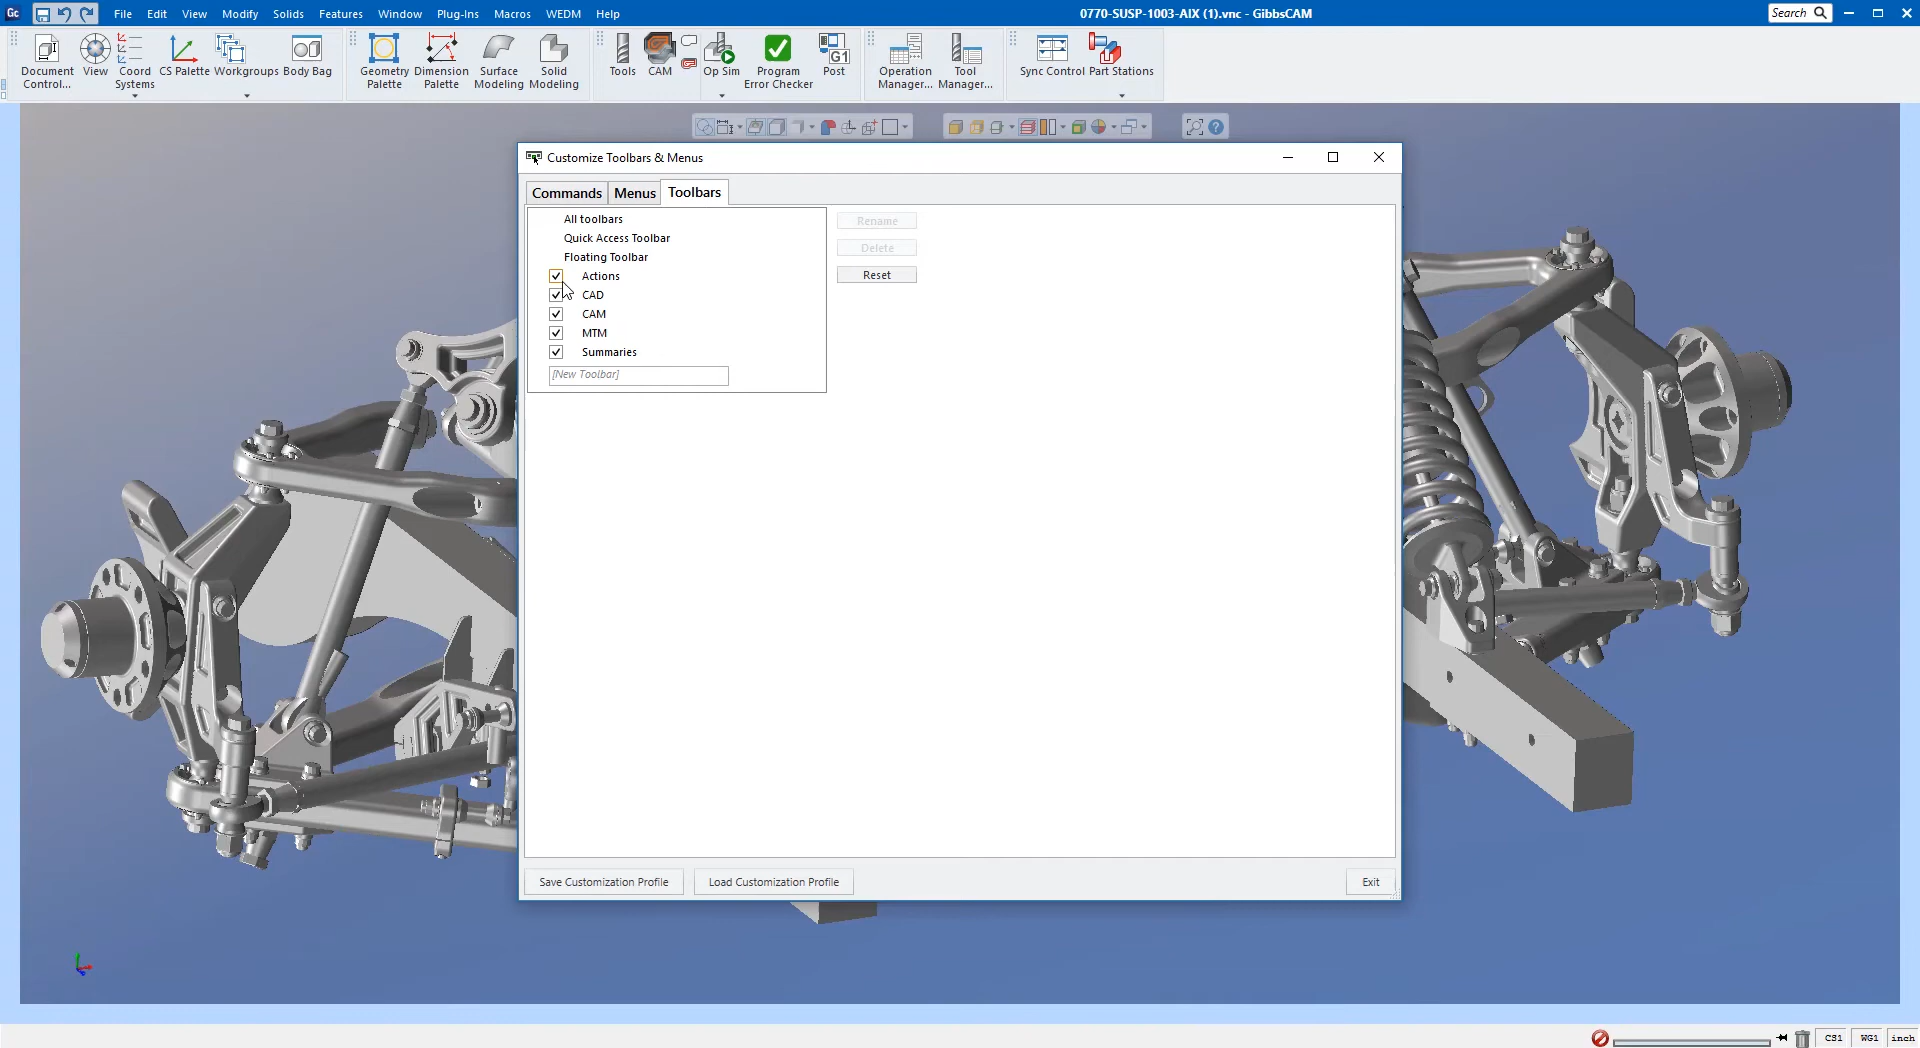 Gc File Edit View Modify Solids Features Window Plug-Ins Macros WEDM Help 0770-SUSP-1003-AIX (1).vnc - GibbsCAM Search
Document Control... View Coord Systems CS Palette Workgroups Body Bag Geometry Palette Dimension Palette Surface Modeling Solid Modeling Tools CAM Op Sim Program Error Checker G1 Post Operation Manager... Tool Manager... Sync Control Part Stations
Customize Toolbars & Menus
Commands Menus Toolbars
All toolbars
Rename
Quick Access Toolbar
Delete
Floating Toolbar
Actions
Reset
CAD
CAM
MTM
Summaries
[New Toolbar]
Save Customization Profile Load Customization Profile Exit
CS1 WG1 inch